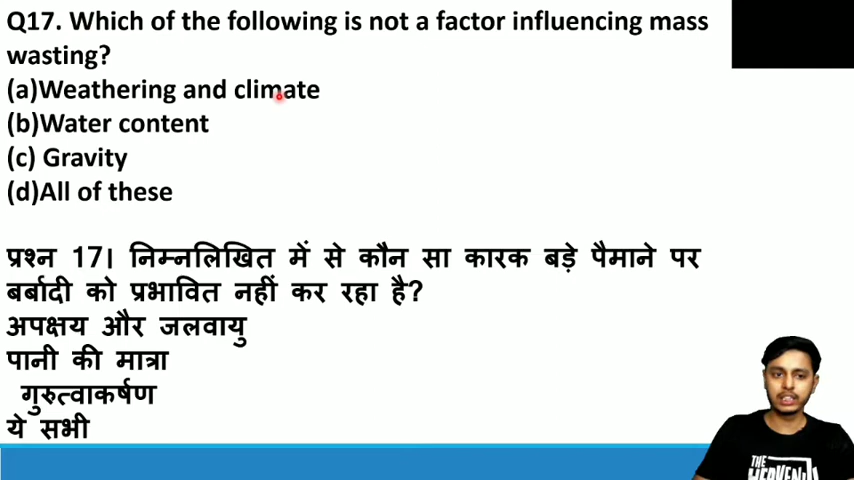 Q17. Which of the following is not a factor influencing mass
wasting?
(a)Weathering and climate
(b)Water content
(c) Gravity
(d)All of these
प्रश्न 17। निम्नलिखित में से कौन सा कारक बड़े पैमाने पर
बर्बादी को प्रभावित नहीं कर रहा है?
अपक्षय और जलवायु
पानी की मात्रा
गुरुत्वाकर्षण
ये सभी
THE